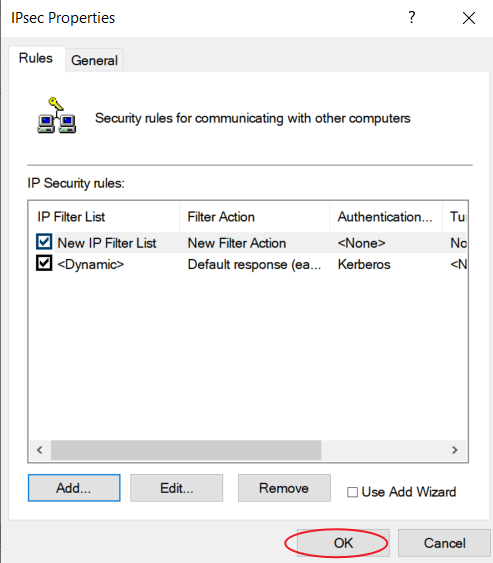 IPsec Properties ? ×
Rules General
Security rules for communicating with other computers
IP Security rules:
IP Filter List Filter Action Authentication... Tu
New IP Filter List New Filter Action <None> No
<Dynamic> Default response (ea... Kerberos <N
Add... Edit... Remove Use Add Wizard
OK Cancel